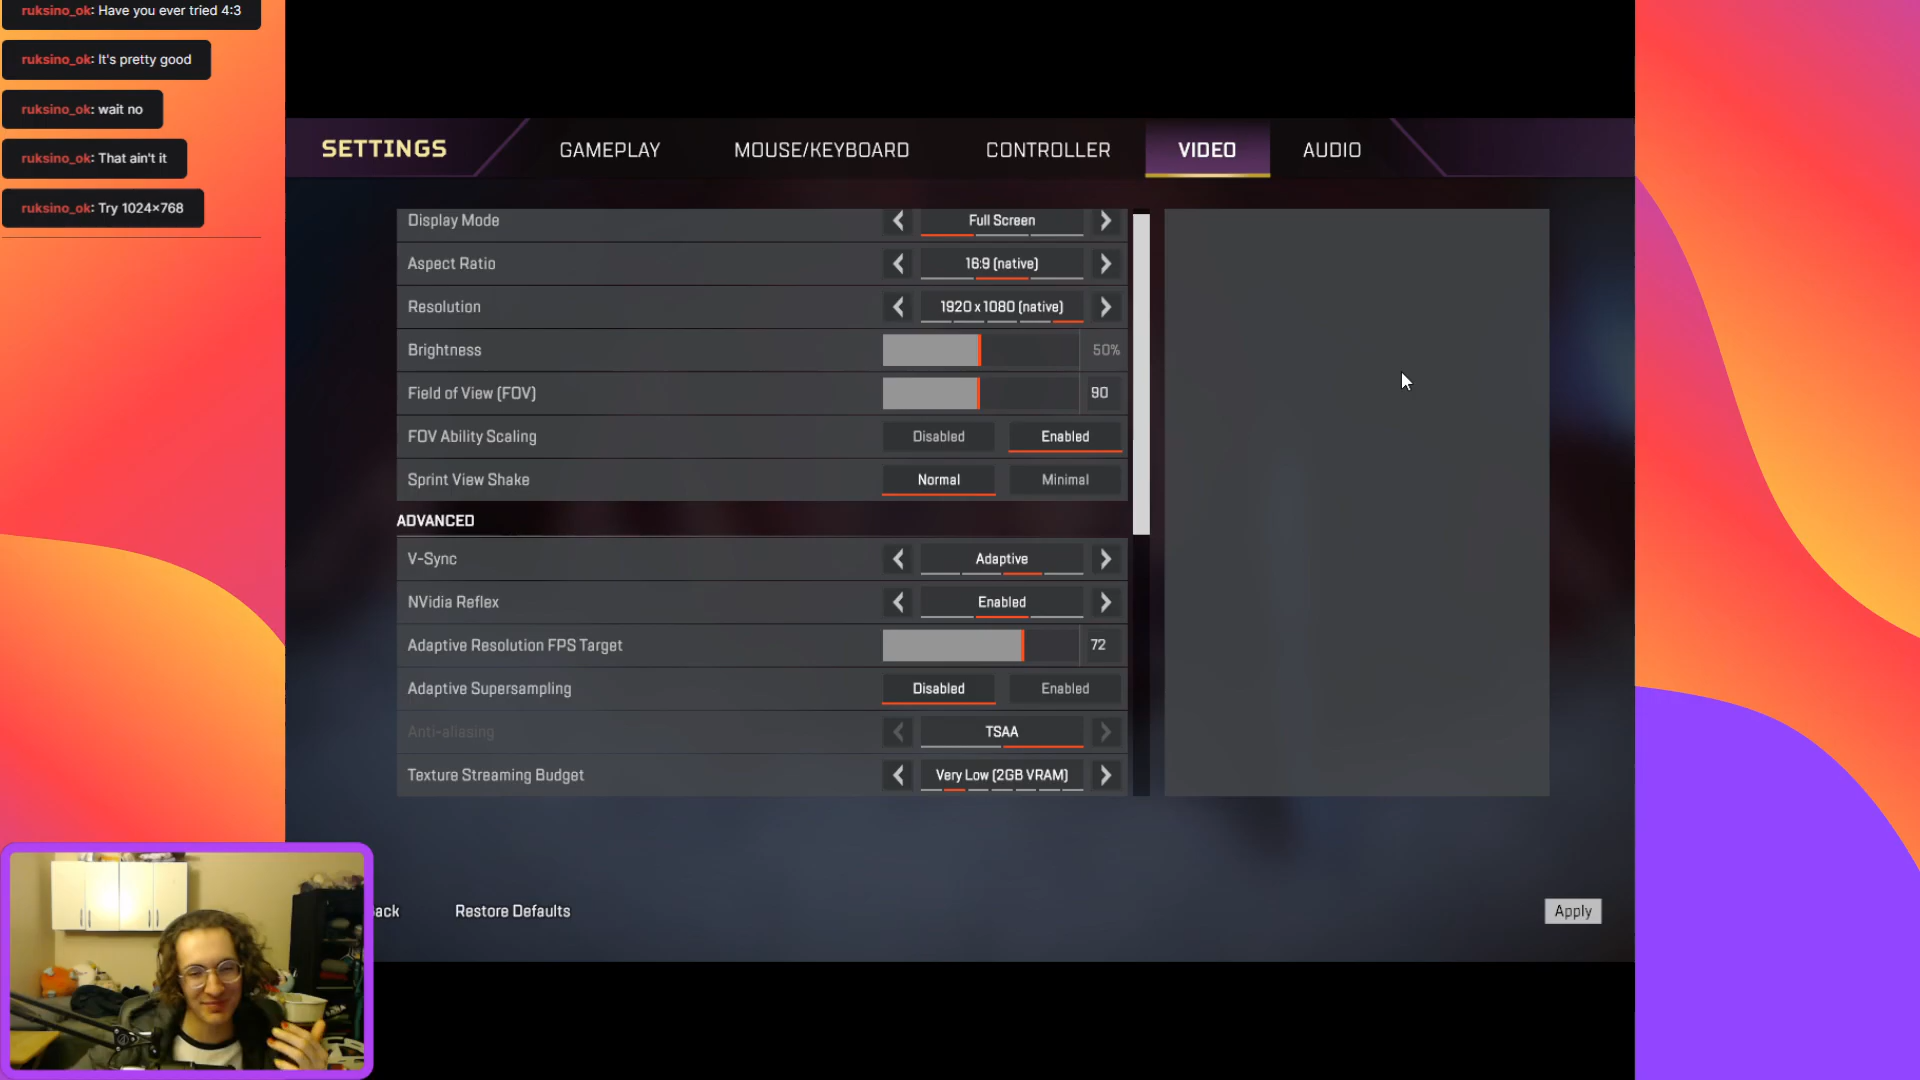 ruksino_ok: Have you ever tried 4:3
ruksino_ok: It's pretty good
ruksino_ok: wait no
ruksino_ok: That ain't it
ruksino_ok: Try 1024×768
SETTINGS
GAMEPLAY
MOUSE/KEYBOARD
CONTROLLER
VIDEO
AUDIO
Display Mode
Full Screen
Aspect Ratio
16:9 (native)
Resolution
1920 x 1080 (native)
Brightness
50%
Field of View (FOV)
90
FOV Ability Scaling
Disabled
Enabled
Sprint View Shake
Normal
Minimal
ADVANCED
V-Sync
Adaptive
NVidia Reflex
Enabled
Adaptive Resolution FPS Target
72
Adaptive Supersampling
Disabled
Enabled
Anti-aliasing
TSAA
Texture Streaming Budget
Very Low (2GB VRAM)
ack
Restore Defaults
Apply